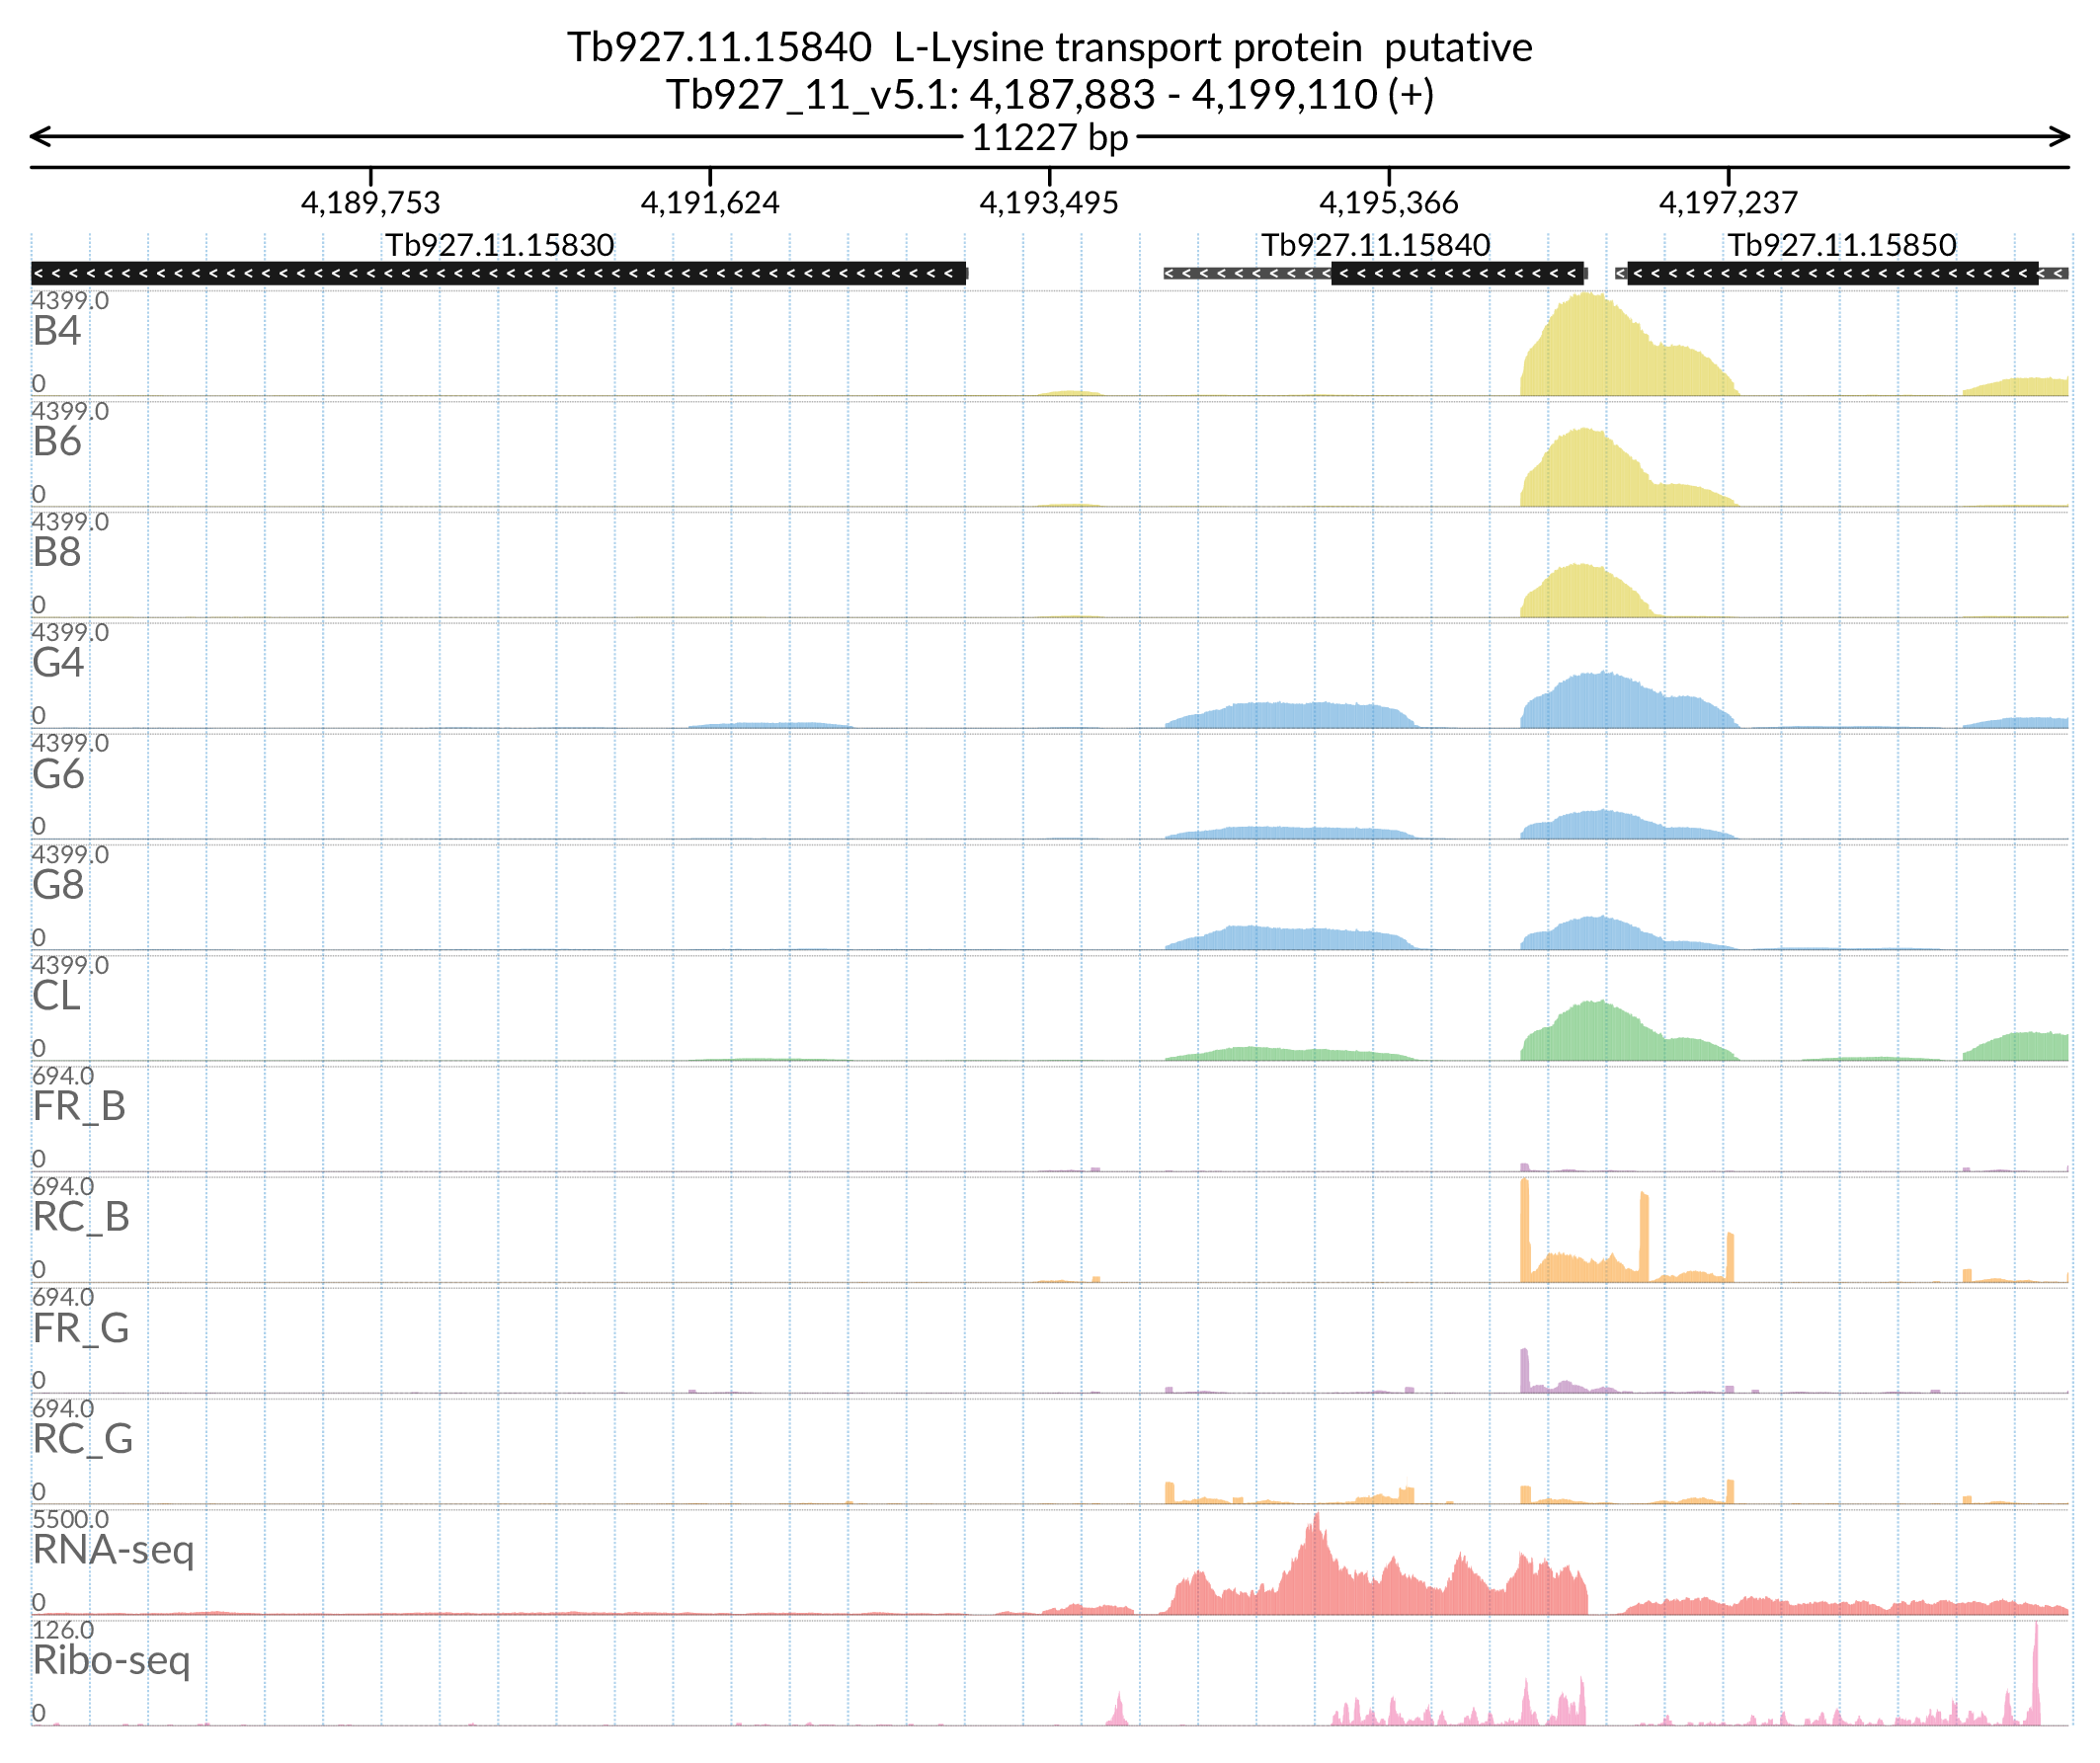 Tb927.11.15840  L-Lysine transport protein  putative
Tb927_11_v5.1: 4,187,883 - 4,199,110 (+)
11227 bp
4,189,753 4,191,624 4,193,495 4,195,366 4,197,237
Tb927.11.15830 Tb927.11.15840 Tb927.11.15850
4399.0
B4
0
4399.0
B6
0
4399.0
B8
0
4399.0
G4
0
4399.0
G6
0
4399.0
G8
0
4399.0
CL
0
694.0
FR_B
0
694.0
RC_B
0
694.0
FR_G
0
694.0
RC_G
0
5500.0
RNA-seq
0
126.0
Ribo-seq
0